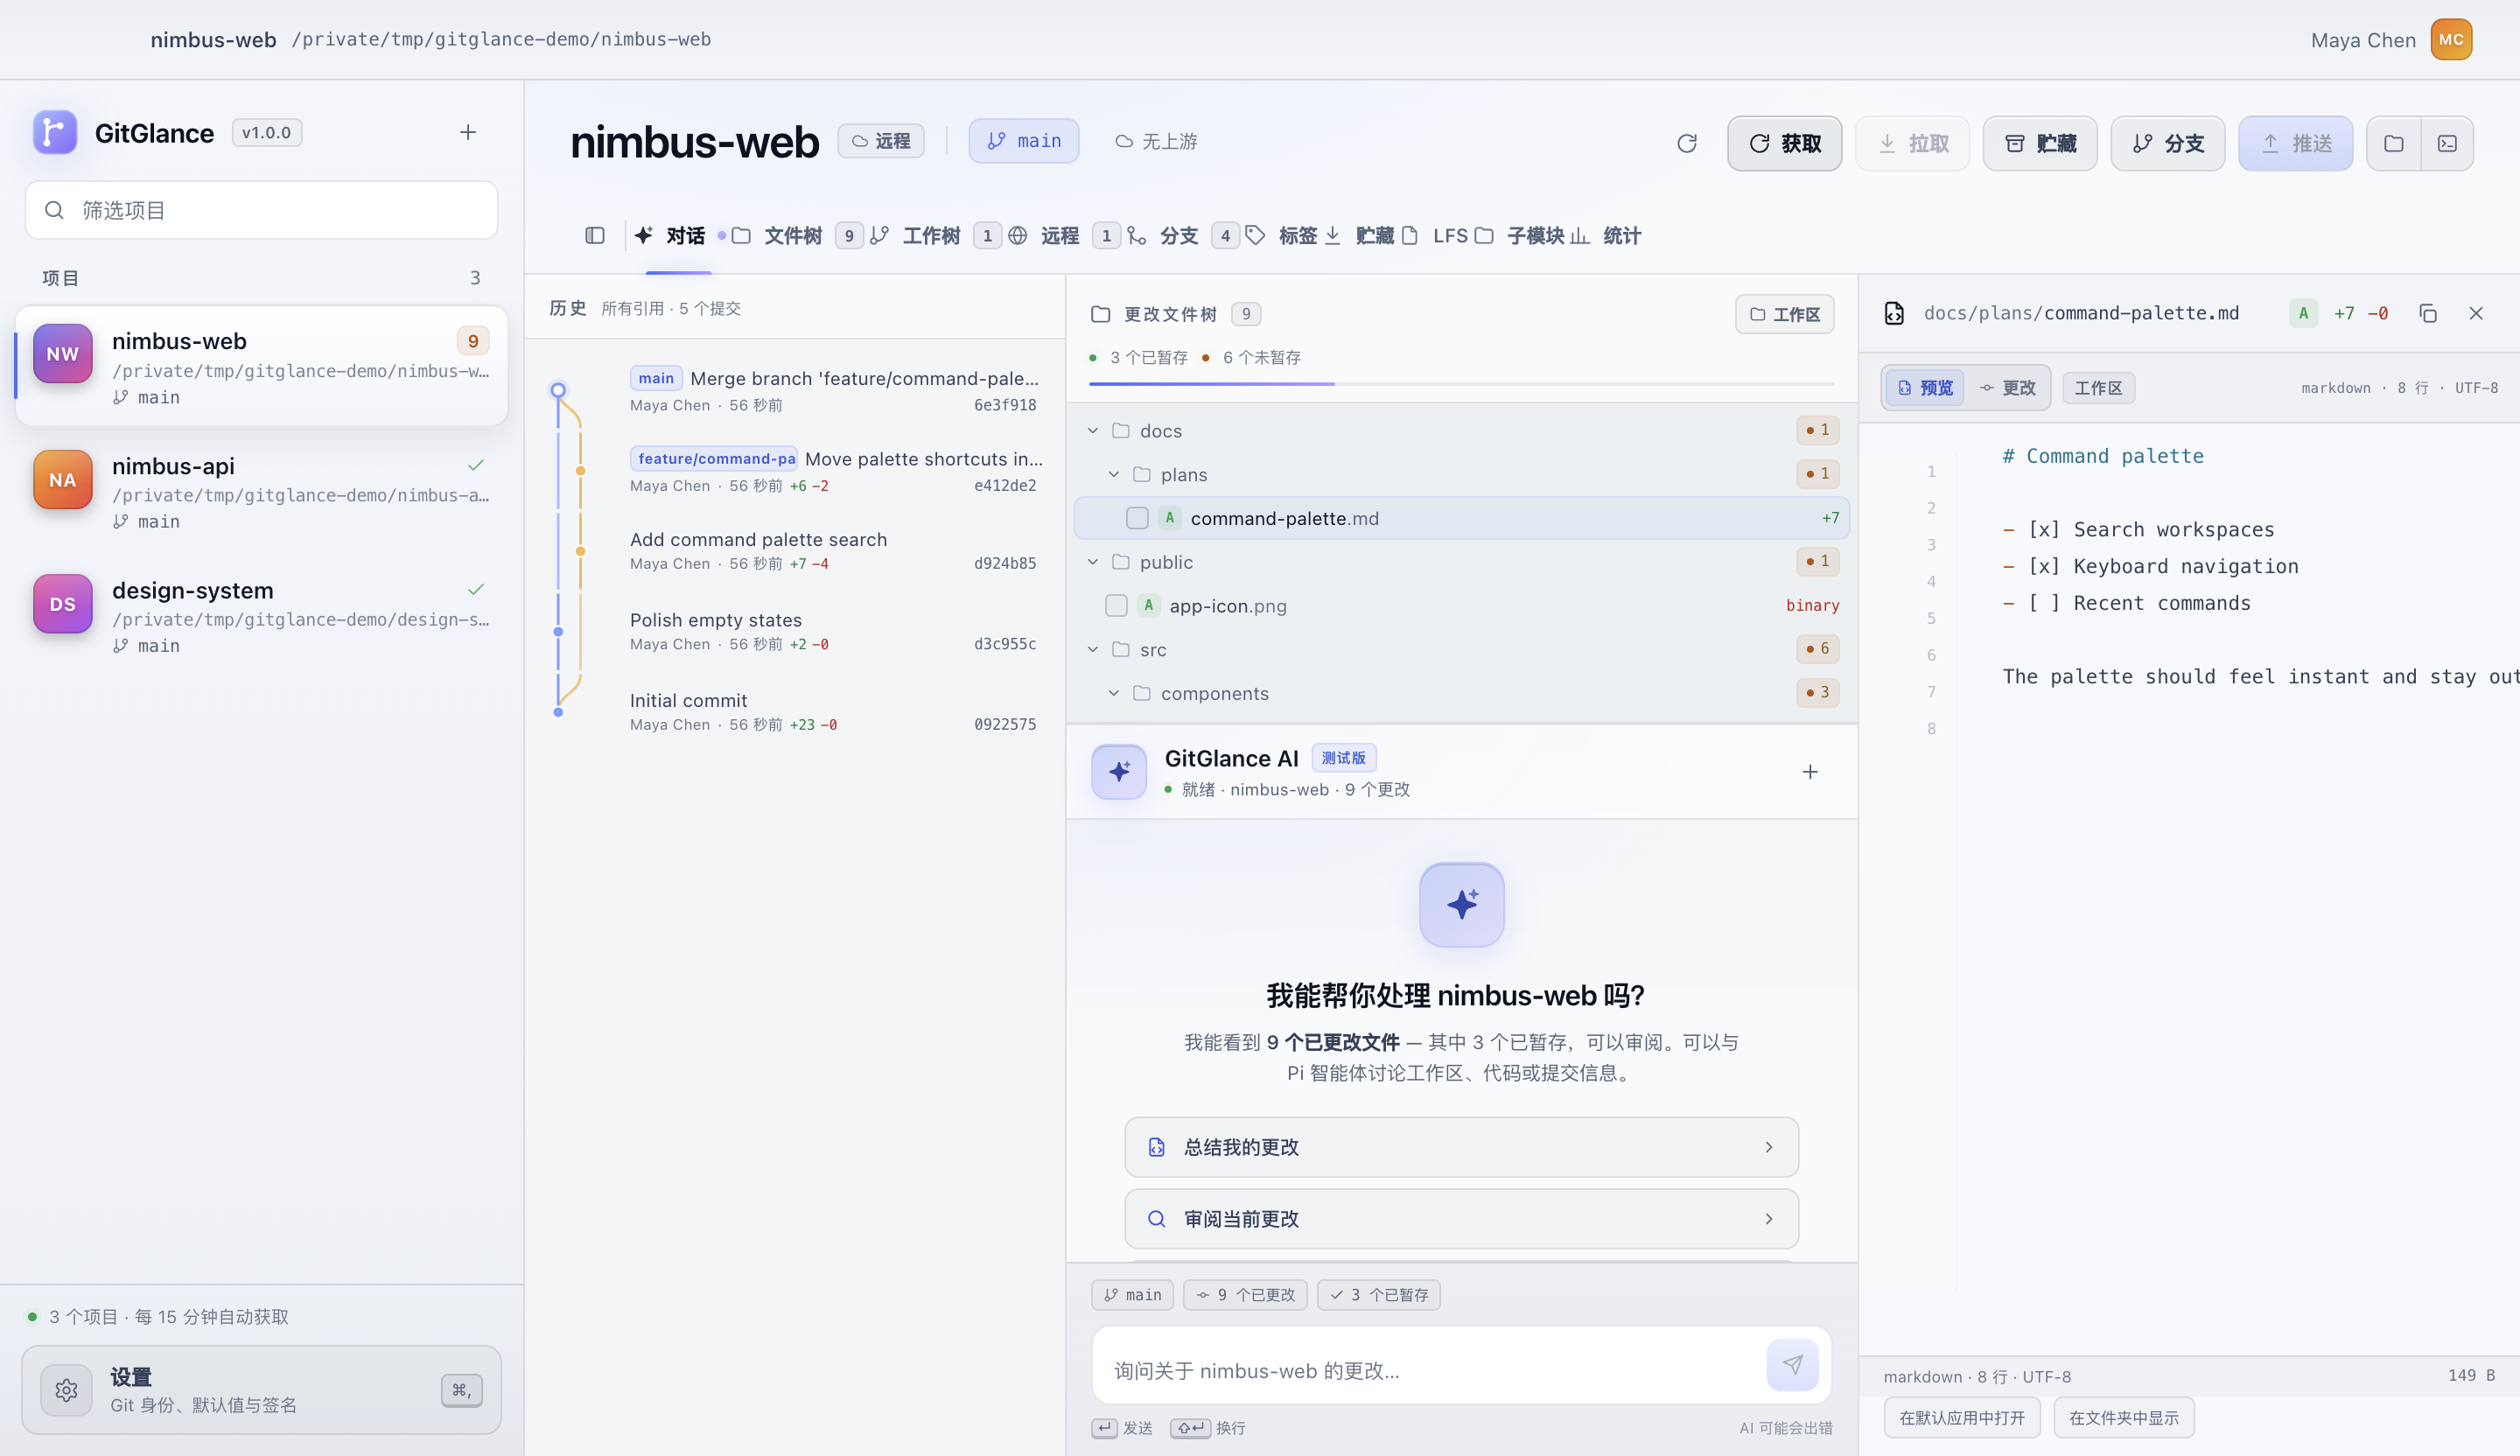 nimbus-web /private/tmp/gitglance-demo/nimbus-web
Maya Chen MC
GitGlance v1.0.0
筛选项目
项目 3
NW nimbus-web 9
/private/tmp/gitglance-demo/nimbus-w…
main
NA nimbus-api
/private/tmp/gitglance-demo/nimbus-a…
main
DS design-system
/private/tmp/gitglance-demo/design-s…
main
3 个项目 · 每 15 分钟自动获取
设置
Git 身份、默认值与签名
⌘,
nimbus-web 远程 main 无上游
获取 拉取 贮藏 分支 推送
对话 文件树 9 工作树 1 远程 1 分支 4 标签 贮藏 LFS 子模块 统计
历史 所有引用 · 5 个提交
main Merge branch 'feature/command-pale…
Maya Chen · 56 秒前 6e3f918
feature/command-pa Move palette shortcuts in…
Maya Chen · 56 秒前 +6 −2 e412de2
Add command palette search
Maya Chen · 56 秒前 +7 −4 d924b85
Polish empty states
Maya Chen · 56 秒前 +2 −0 d3c955c
Initial commit
Maya Chen · 56 秒前 +23 −0 0922575
更改文件树 9 工作区
3 个已暂存 6 个未暂存
docs 1
plans 1
A command-palette.md +7
public 1
A app-icon.png binary
src 6
components 3
GitGlance AI 测试版
就绪 · nimbus-web · 9 个更改
我能帮你处理 nimbus-web 吗?
我能看到 9 个已更改文件 — 其中 3 个已暂存，可以审阅。可以与
Pi 智能体讨论工作区、代码或提交信息。
总结我的更改
审阅当前更改
main 9 个已更改 3 个已暂存
询问关于 nimbus-web 的更改...
发送 换行 AI 可能会出错
docs/plans/command-palette.md A +7 −0
预览 更改 工作区 markdown · 8 行 · UTF-8
1 # Command palette
2
3 - [x] Search workspaces
4 - [x] Keyboard navigation
5 - [ ] Recent commands
6
7 The palette should feel instant and stay out
8
markdown · 8 行 · UTF-8 149 B
在默认应用中打开 在文件夹中显示